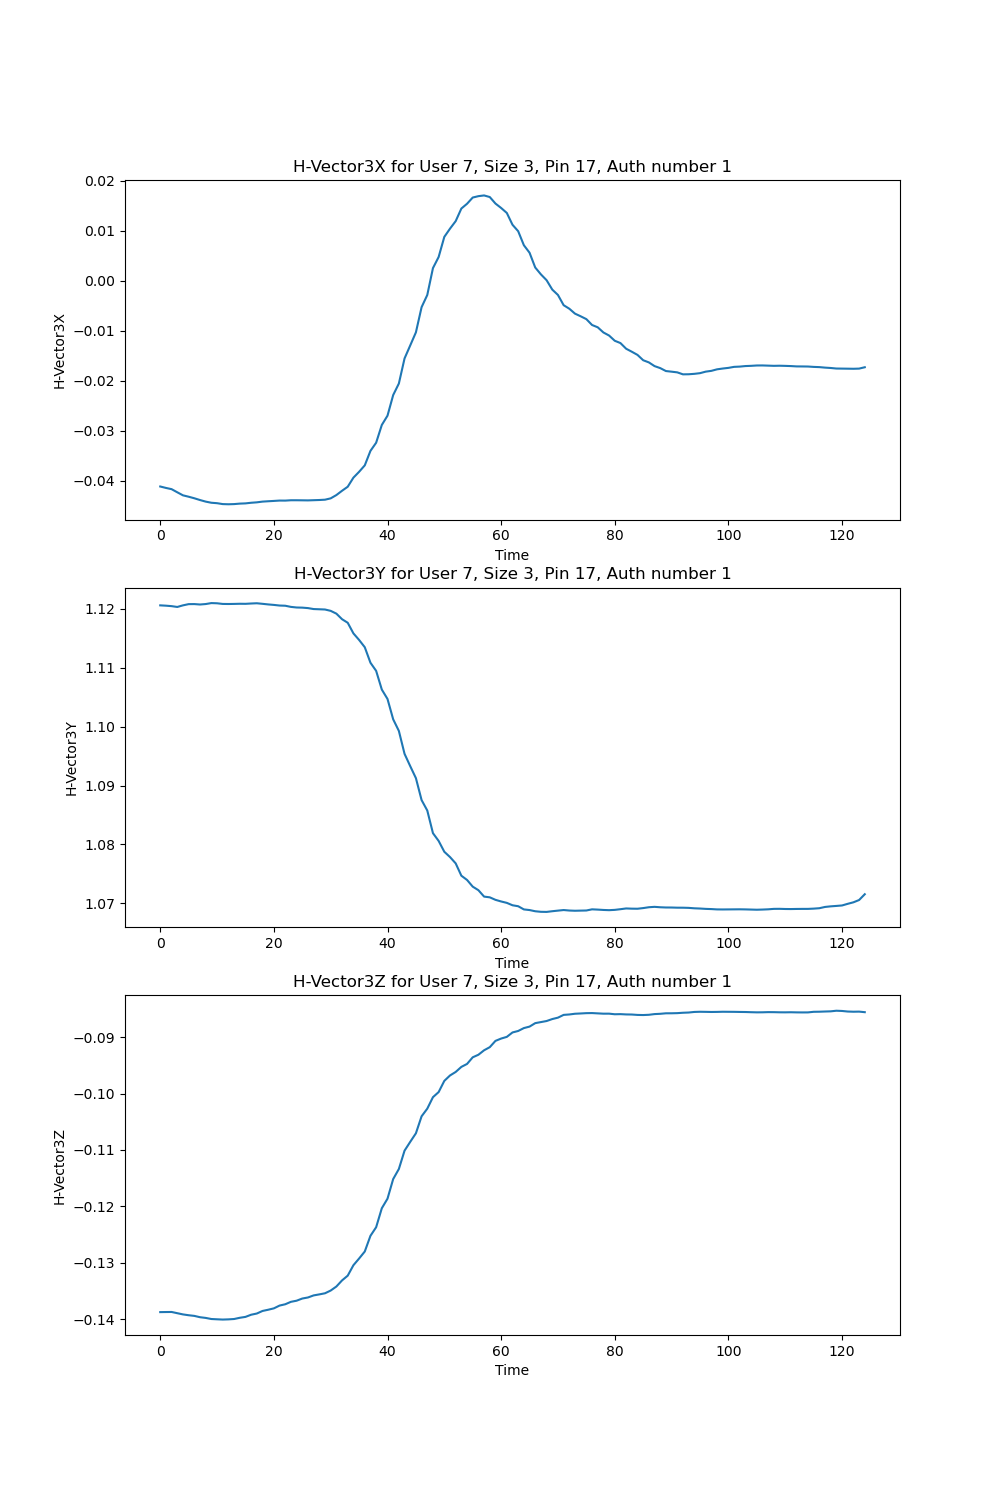 H-Vector3X for User 7, Size 3, Pin 17, Auth number 1
0.02
0.01
0.00
−0.01
−0.02
−0.03
−0.04
H-Vector3X
0 20 40 60 80 100 120
Time
H-Vector3Y for User 7, Size 3, Pin 17, Auth number 1
1.12
1.11
1.10
1.09
1.08
1.07
H-Vector3Y
0 20 40 60 80 100 120
Time
H-Vector3Z for User 7, Size 3, Pin 17, Auth number 1
−0.09
−0.10
−0.11
−0.12
−0.13
−0.14
H-Vector3Z
0 20 40 60 80 100 120
Time